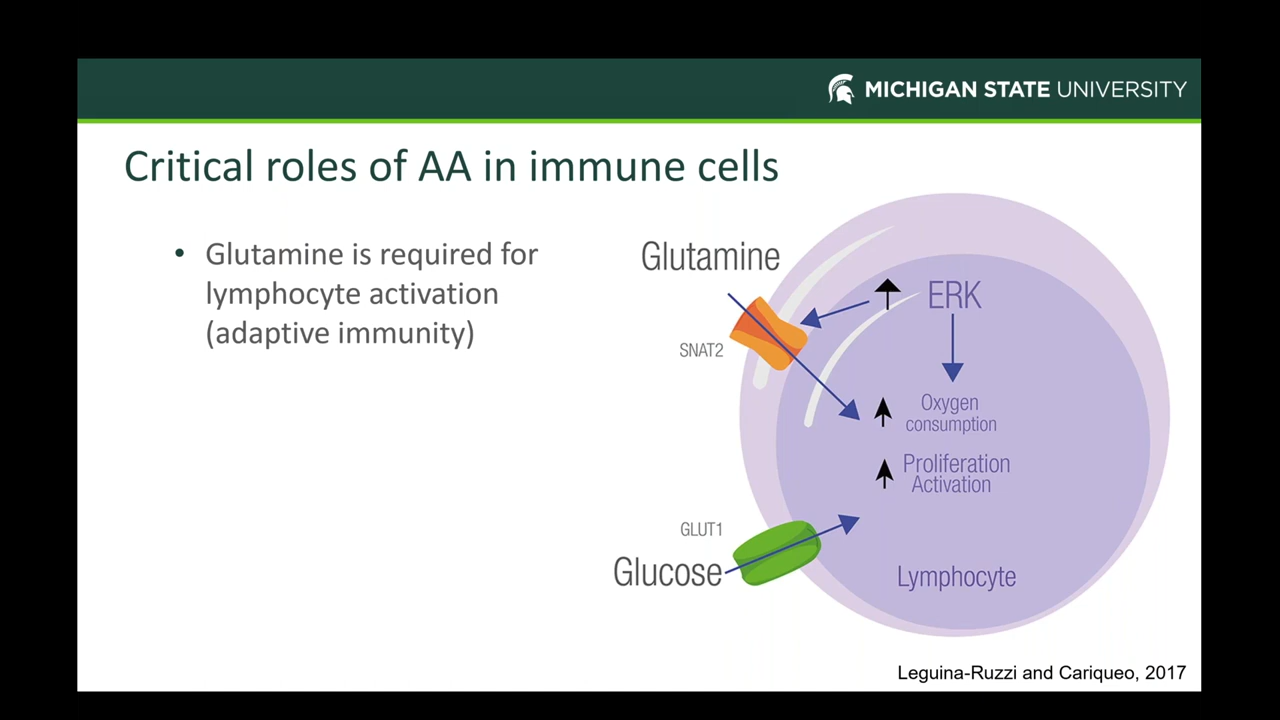 MICHIGAN STATE UNIVERSITY
Critical roles of AA in immune cells
• Glutamine is required for
lymphocyte activation
(adaptive immunity)
Glutamine
ERK
SNAT2
Oxygen
consumption
Proliferation
Activation
GLUT1
Glucose
Lymphocyte
Leguina-Ruzzi and Cariqueo, 2017